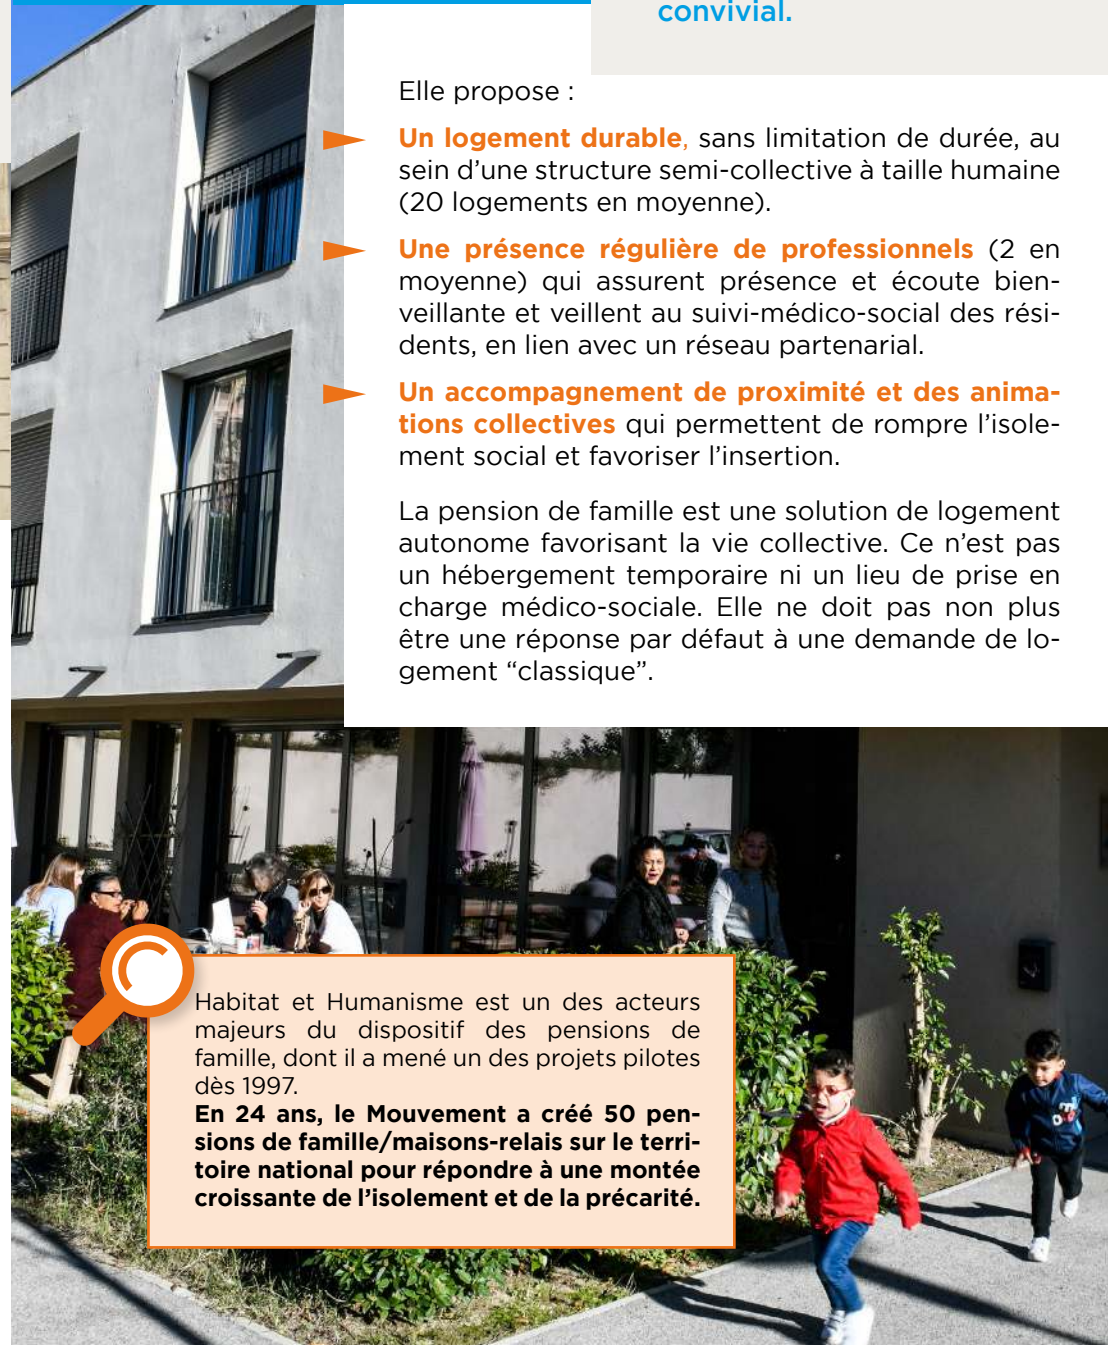 convivial.
Elle propose :
Un logement durable, sans limitation de durée, au
sein d’une structure semi-collective à taille humaine
(20 logements en moyenne).
Une présence régulière de professionnels (2 en
moyenne) qui assurent présence et écoute bien-
veillante et veillent au suivi-médico-social des rési-
dents, en lien avec un réseau partenarial.
Un accompagnement de proximité et des anima-
tions collectives qui permettent de rompre l’isole-
ment social et favoriser l’insertion.
La pension de famille est une solution de logement
autonome favorisant la vie collective. Ce n’est pas
un hébergement temporaire ni un lieu de prise en
charge médico-sociale. Elle ne doit pas non plus
être une réponse par défaut à une demande de lo-
gement “classique”.
Habitat et Humanisme est un des acteurs
majeurs du dispositif des pensions de
famille, dont il a mené un des projets pilotes
dès 1997.
En 24 ans, le Mouvement a créé 50 pen-
sions de famille/maisons-relais sur le terri-
toire national pour répondre à une montée
croissante de l’isolement et de la précarité.